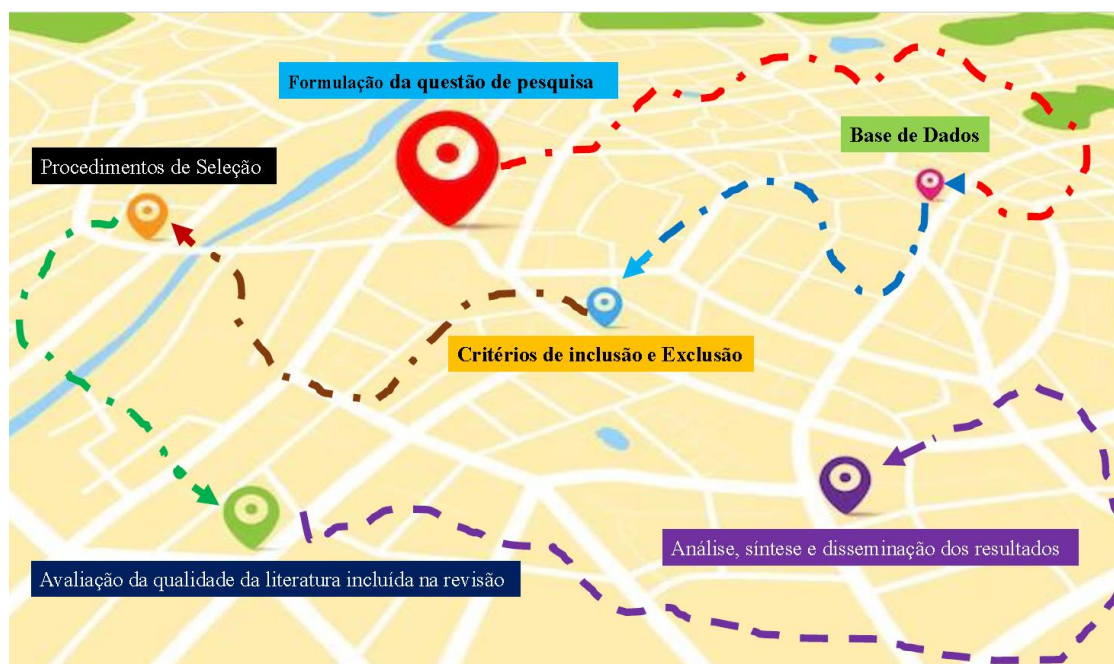 Formulação da questão de pesquisa
Base de Dados
Procedimentos de Seleção
Critérios de inclusão e Exclusão
Análise, síntese e disseminação dos resultados
Avaliação da qualidade da literatura incluída na revisão